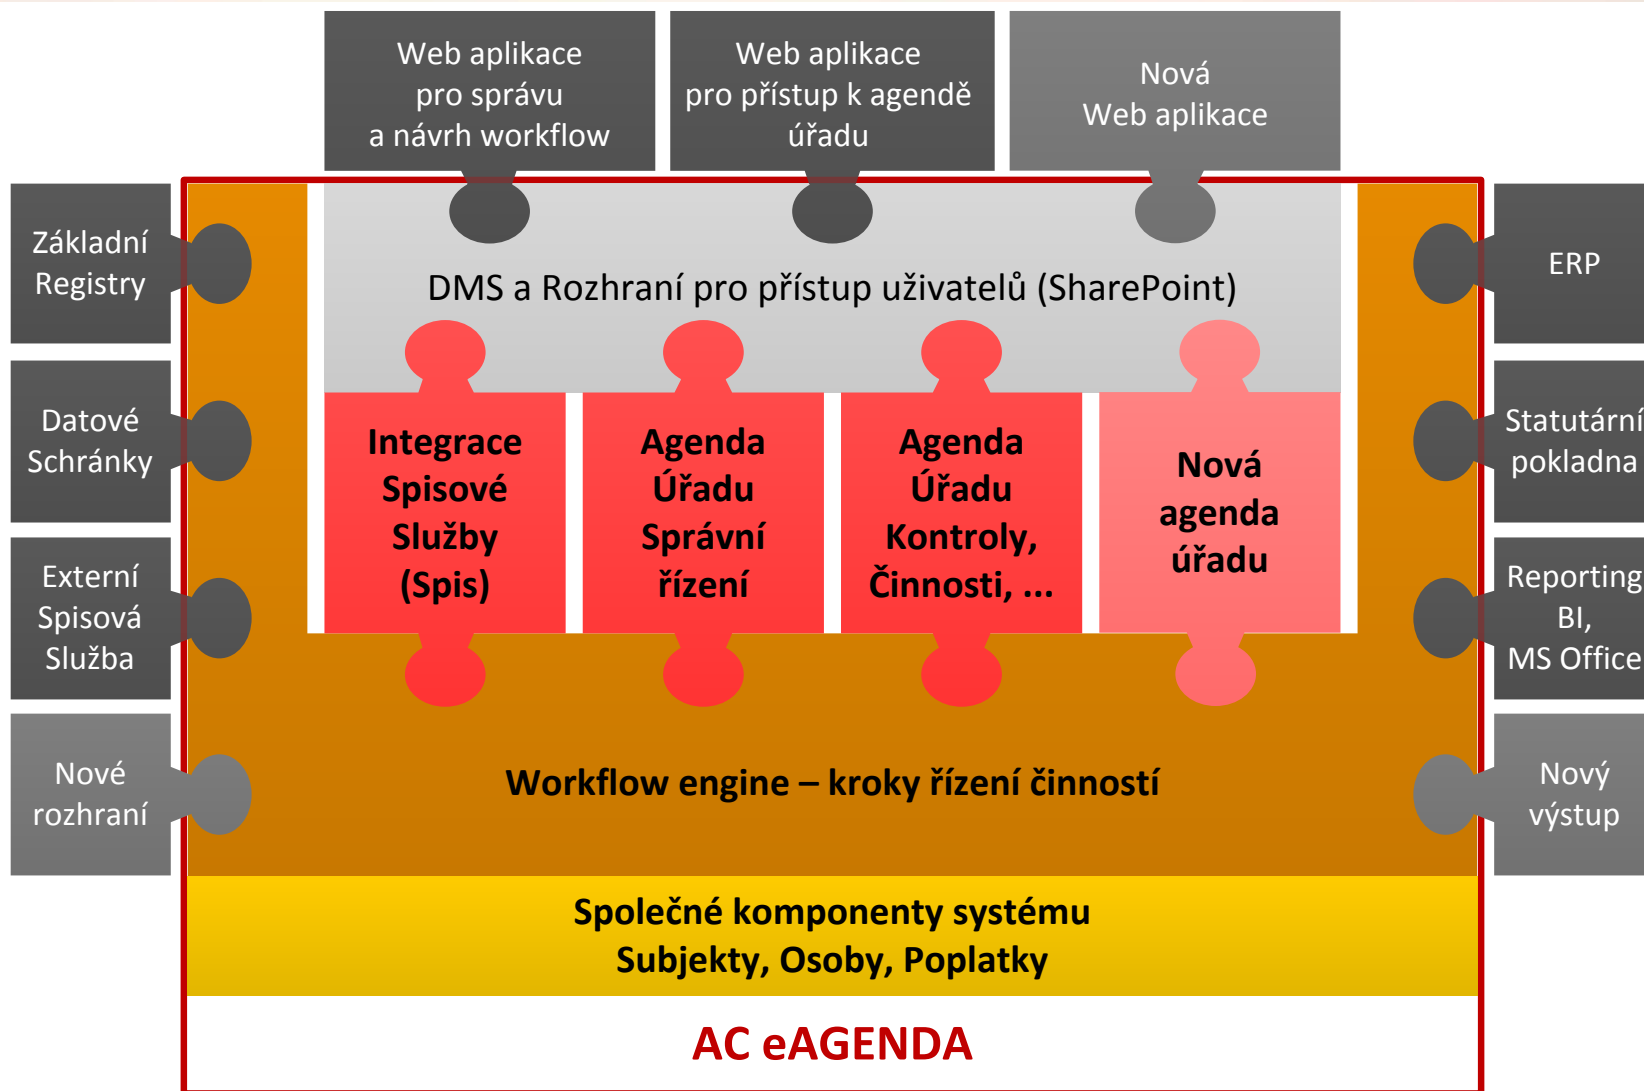 Web aplikace
pro správu
a návrh workflow
Web aplikace
pro přístup k agendě
úřadu
Nová
Web aplikace
Základní
Registry
Datové
Schránky
Externí
Spisová
Služba
Nové
rozhraní
DMS a Rozhraní pro přístup uživatelů (SharePoint)
Integrace
Spisové
Služby
(Spis)
Agenda
Úřadu
Správní
řízení
Agenda
Úřadu
Kontroly,
Činnosti, ...
Nová
agenda
úřadu
ERP
Statutární
pokladna
Reporting
BI,
MS Office
Nový
výstup
Workflow engine – kroky řízení činností
Společné komponenty systému
Subjekty, Osoby, Poplatky
AC eAGENDA